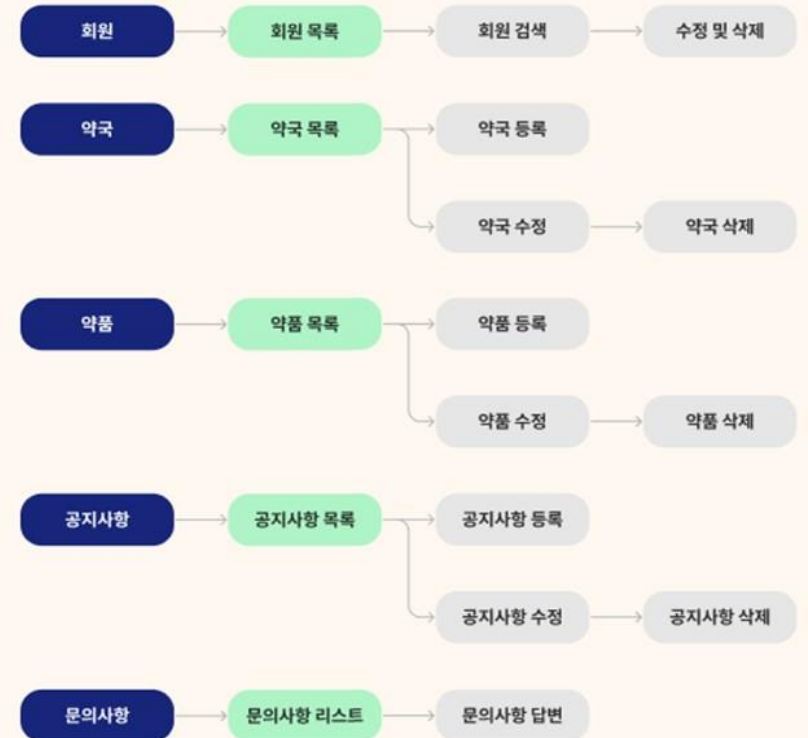 회원
회원 목록
회원 검색
수정 및 삭제
약국
약국 목록
약국 등록
약국 수정
약국 삭제
약품
약품 목록
약품 등록
약품 수정
약품 삭제
공지사항
공지사항 목록
공지사항 등록
공지사항 수정
공지사항 삭제
문의사항
문의사항 리스트
문의사항 답변